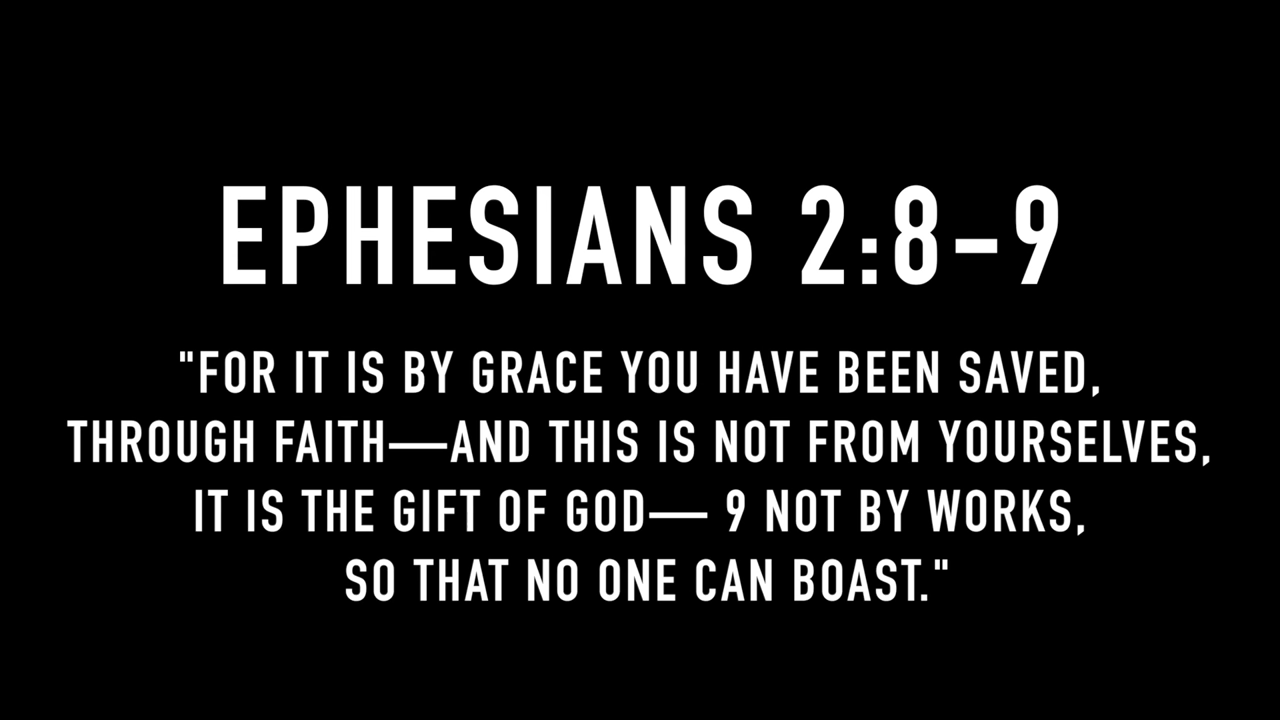 EPHESIANS 2:8-9
"FOR IT IS BY GRACE YOU HAVE BEEN SAVED,
THROUGH FAITH—AND THIS IS NOT FROM YOURSELVES,
IT IS THE GIFT OF GOD— 9 NOT BY WORKS,
SO THAT NO ONE CAN BOAST."